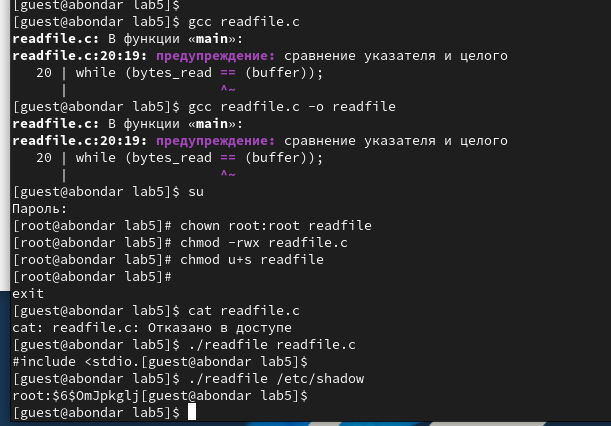 [guest@abondar lab5]$
[guest@abondar lab5]$ gcc readfile.c
readfile.c: В функции «main»:
readfile.c:20:19: предупреждение: сравнение указателя и целого
   20 | while (bytes_read == (buffer));
      |                   ^~
[guest@abondar lab5]$ gcc readfile.c -o readfile
readfile.c: В функции «main»:
readfile.c:20:19: предупреждение: сравнение указателя и целого
   20 | while (bytes_read == (buffer));
      |                   ^~
[guest@abondar lab5]$ su
Пароль:
[root@abondar lab5]# chown root:root readfile
[root@abondar lab5]# chmod -rwx readfile.c
[root@abondar lab5]# chmod u+s readfile
[root@abondar lab5]#
exit
[guest@abondar lab5]$ cat readfile.c
cat: readfile.c: Отказано в доступе
[guest@abondar lab5]$ ./readfile readfile.c
#include <stdio.[guest@abondar lab5]$
[guest@abondar lab5]$ ./readfile /etc/shadow
root:$6$OmJpkglj[guest@abondar lab5]$
[guest@abondar lab5]$